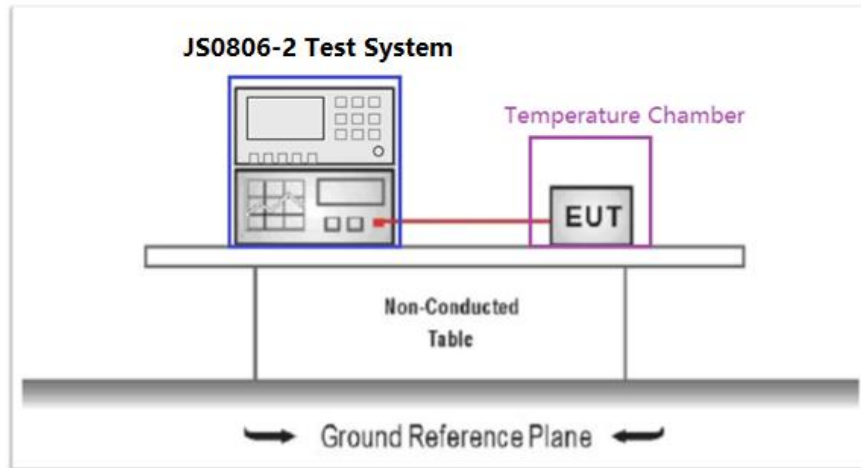 JS0806-2 Test System
Temperature Chamber
EUT
Non-Conducted
Table
Ground Reference Plane